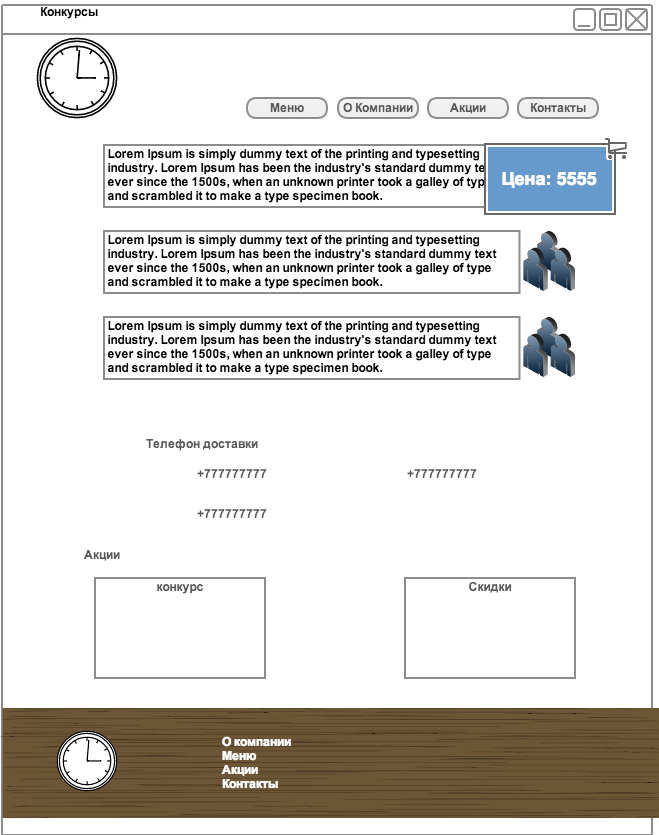 Конкурсы
Меню
О Компании
Акции
Контакты
Lorem Ipsum is simply dummy text of the printing and typesetting
industry. Lorem Ipsum has been the industry's standard dummy
ever since the 1500s, when an unknown printer took a galley of
and scrambled it to make a type specimen book.
Цена: 5555
Lorem Ipsum is simply dummy text of the printing and typesetting
industry. Lorem Ipsum has been the industry's standard dummy text
ever since the 1500s, when an unknown printer took a galley of type
and scrambled it to make a type specimen book.
Lorem Ipsum is simply dummy text of the printing and typesetting
industry. Lorem Ipsum has been the industry's standard dummy text
ever since the 1500s, when an unknown printer took a galley of type
and scrambled it to make a type specimen book.
Телефон доставки
+777777777
+777777777
+777777777
Акции
конкурс
Скидки
О компании
Меню
Акции
Контакты